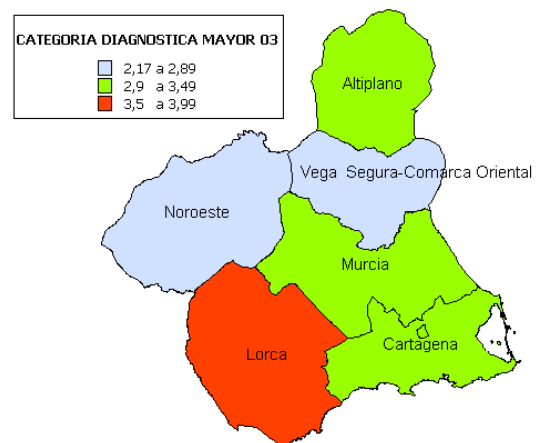 CATEGORIA DIAGNOSTICA MAYOR 03
2,17 a 2,89
2,9 a 3,49
3,5 a 3,99
Altiplano
Vega Segura-Comarca Oriental
Noroeste
Murcia
Cartagena
Lorca